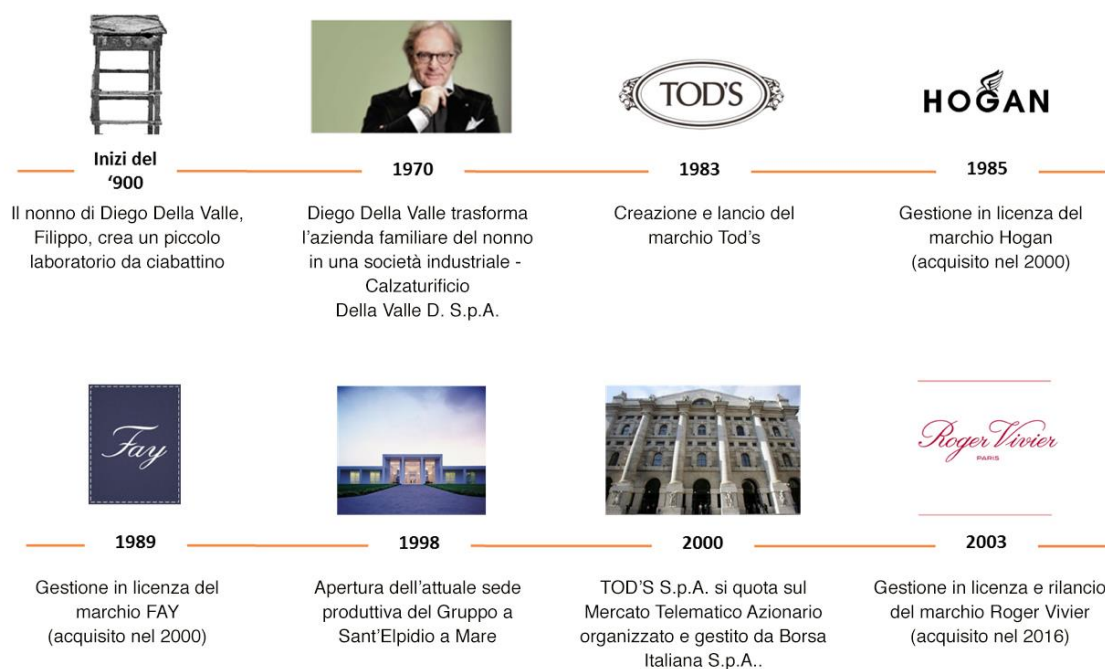 TOD'S
HOGAN
Inizi del
‘900
1970
1983
1985
Il nonno di Diego Della Valle,
Filippo, crea un piccolo
laboratorio da ciabattino
Diego Della Valle trasforma
l’azienda familiare del nonno
in una società industriale -
Calzaturificio
Della Valle D. S.p.A.
Creazione e lancio del
marchio Tod’s
Gestione in licenza del
marchio Hogan
(acquisito nel 2000)
Fay
Roger Vivier
PARIS
1989
1998
2000
2003
Gestione in licenza del
marchio FAY
(acquisito nel 2000)
Apertura dell’attuale sede
produttiva del Gruppo a
Sant’Elpidio a Mare
TOD’S S.p.A. si quota sul
Mercato Telematico Azionario
organizzato e gestito da Borsa
Italiana S.p.A..
Gestione in licenza e rilancio
del marchio Roger Vivier
(acquisito nel 2016)